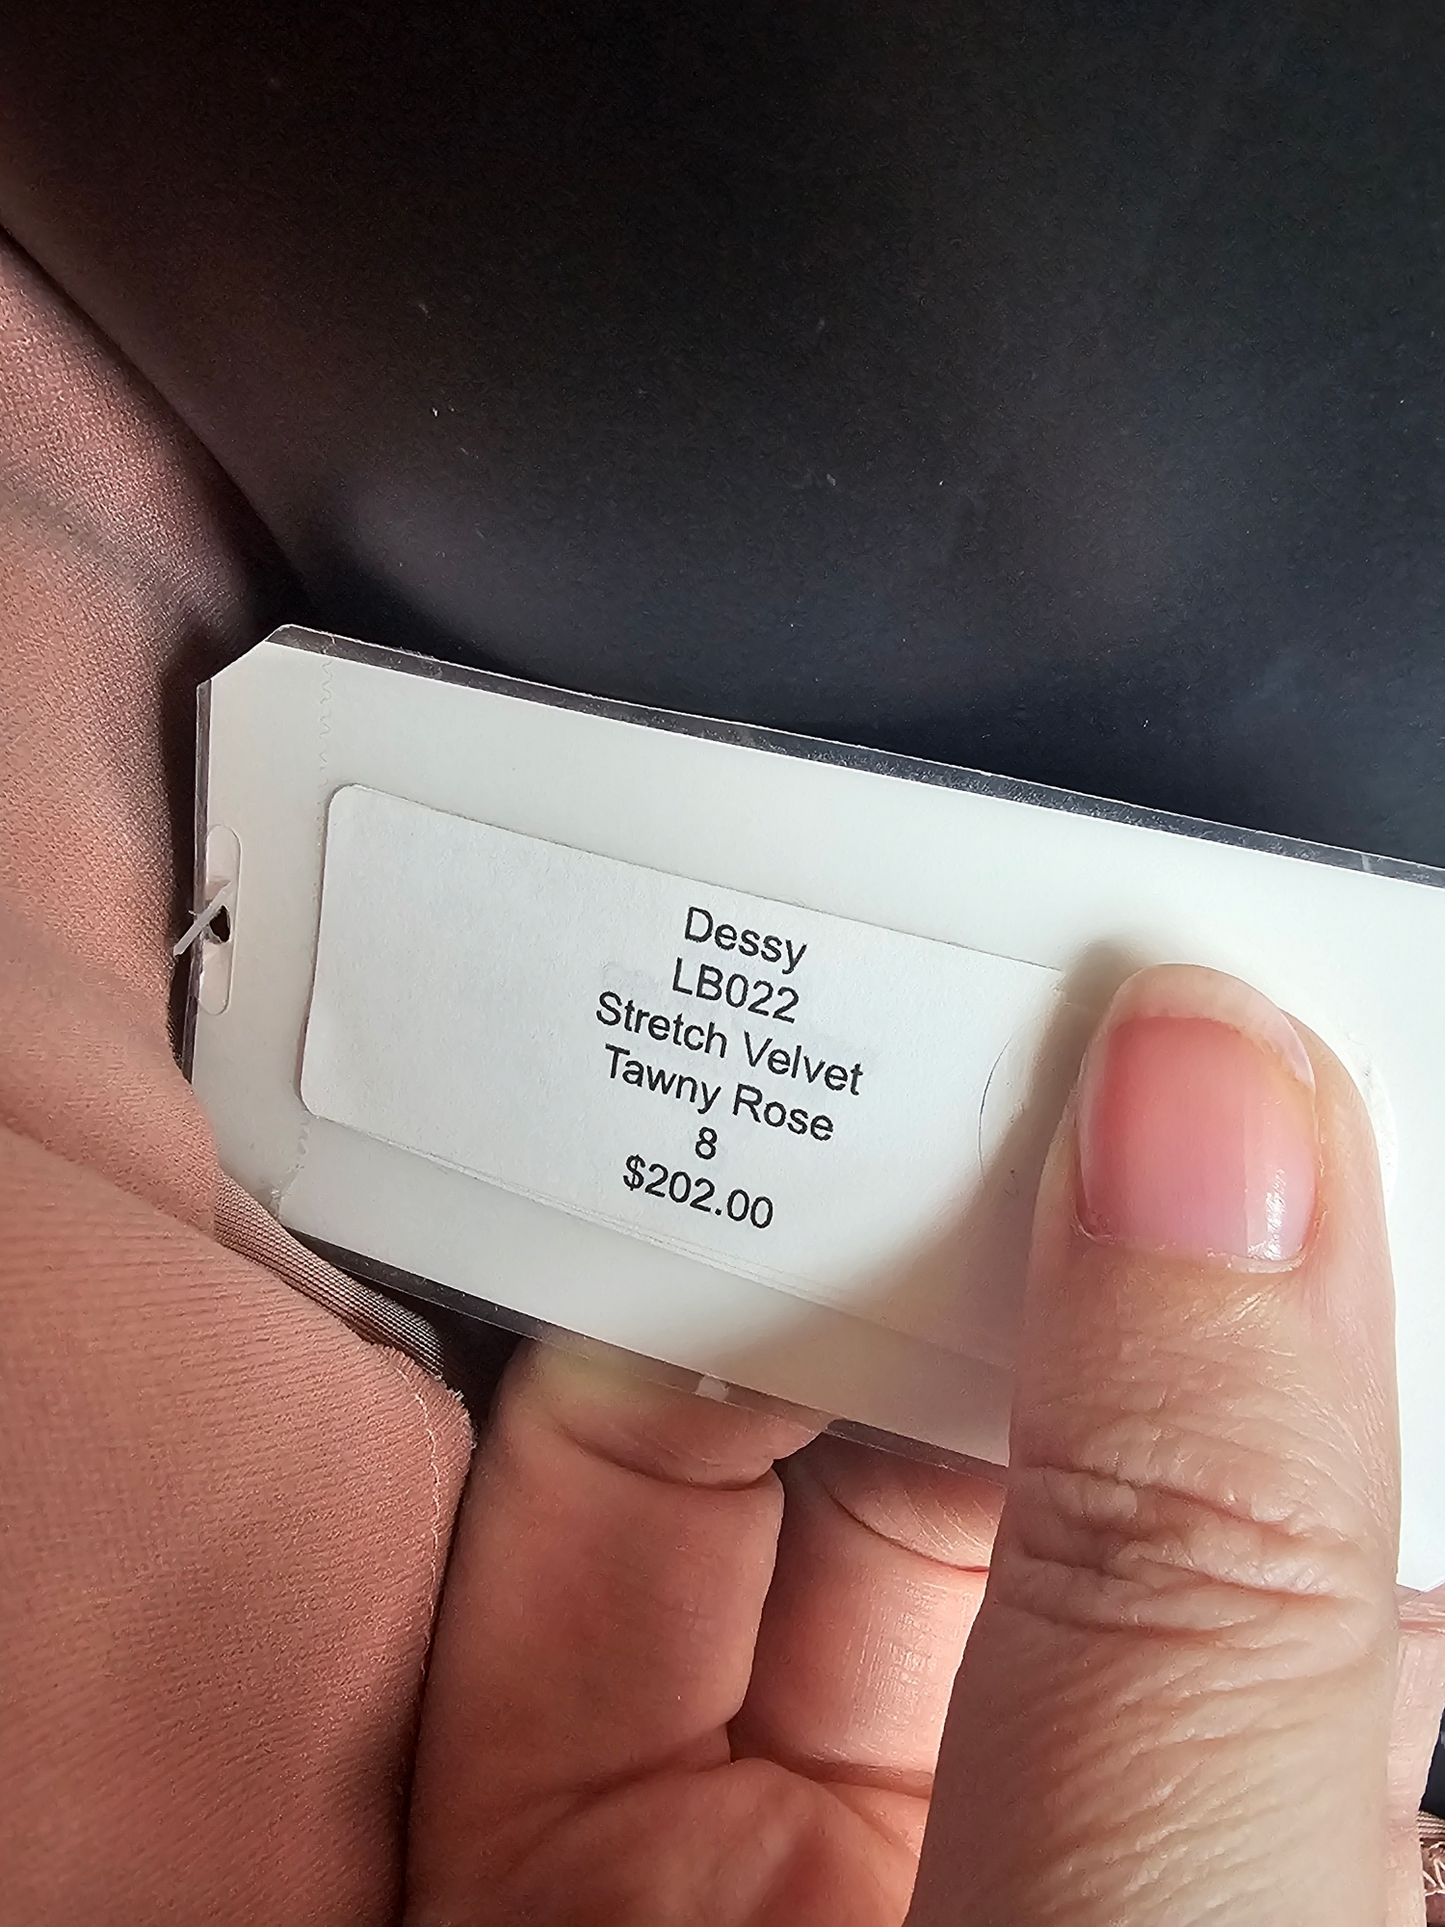 Dessy
LB022
Stretch Velvet
Tawny Rose
8
$202.00